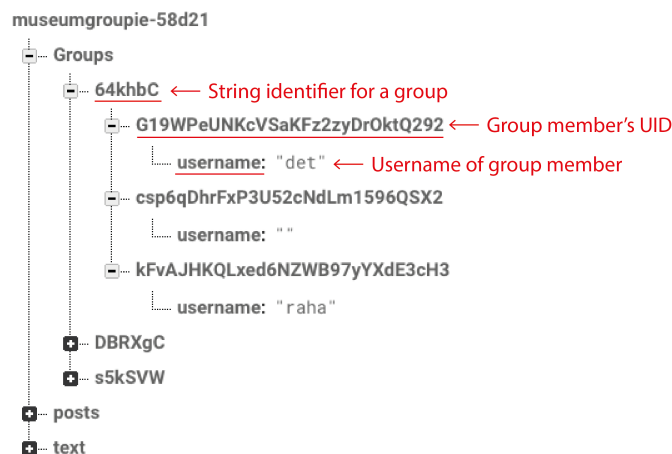 museumgroupie-58d21
Groups
64khbC String identifier for a group
G19WPeUNKcVSaKFz2zyDrOktQ292 Group member's UID
username: "det" Username of group member
csp6qDhrFxP3U52cNdLm1596QSX2
username: ""
kFvAJHKQLxed6NZWB97yYXdE3cH3
username: "raha"
DBRXgC
s5kSVW
posts
text